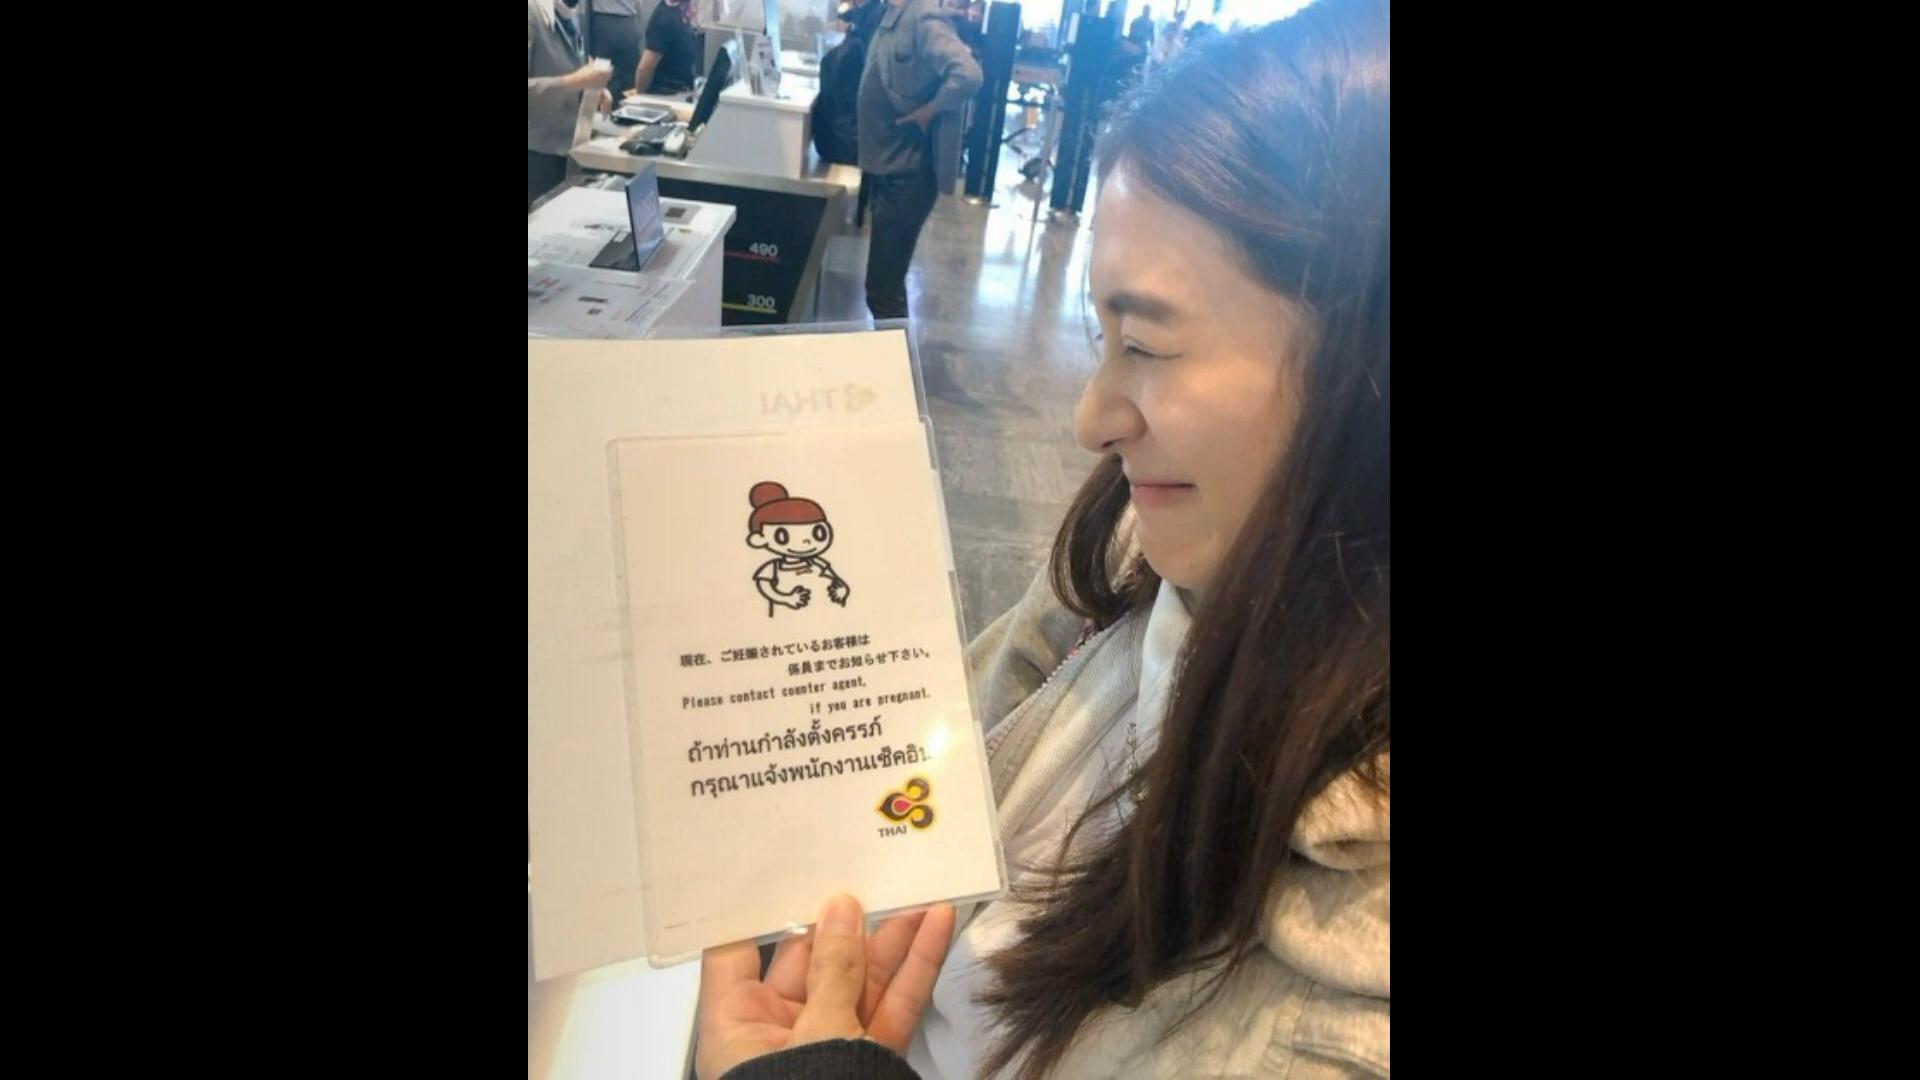 490
300
THAI
現在、ご妊娠されているお客様は
係員までお知らせ下さい。
Please contact counter agent,
if you are pregnant.
ถ้าท่านกำลังตั้งครรภ์
กรุณาแจ้งพนักงานเช็คอิน
THAI